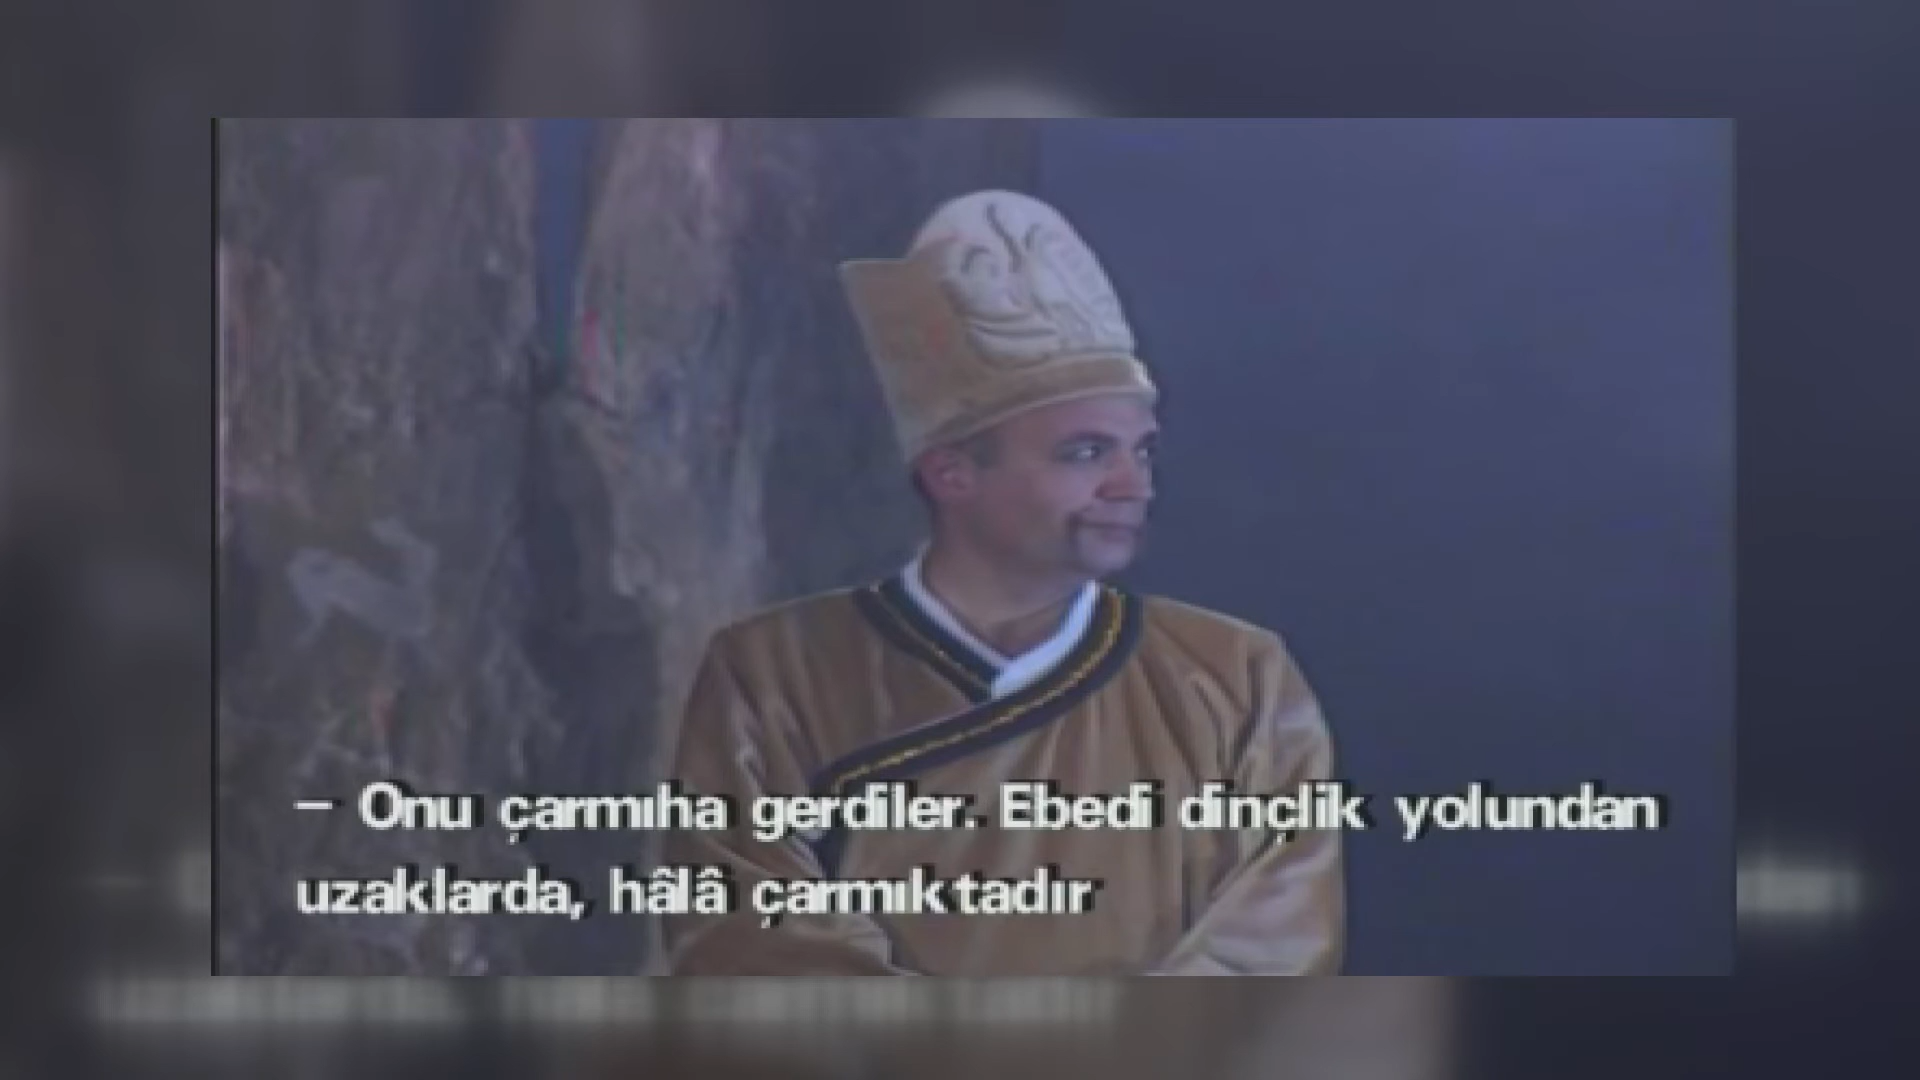 – Onu çarmıha gerdiler. Ebedi dinçlik yolundan
uzaklarda, hâlâ çarmıktadır